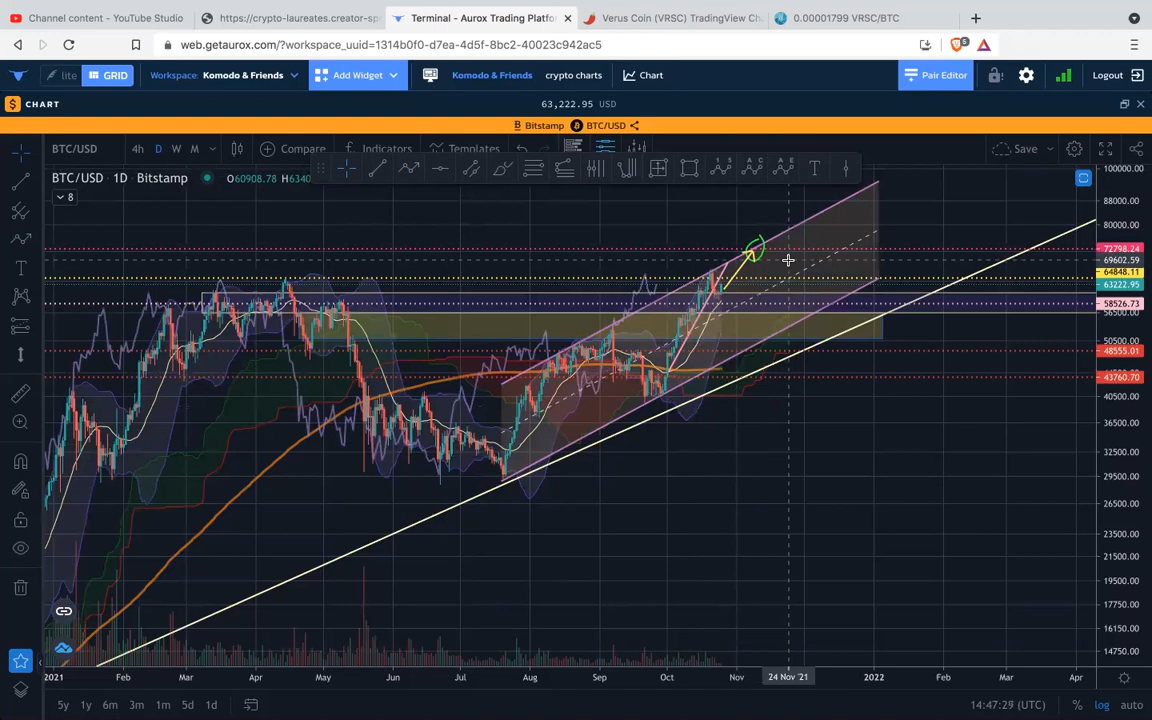 Channel content - YouTube Studio
https://crypto-laureates.creator-sp
Terminal - Aurox Trading Platfo
Verus Coin (VRSC) TradingView Cha
0.00001799 VRSC/BTC
web.getaurox.com/?workspace_uuid=1314b0f0-d7ea-4d5f-8bc2-40023c942ac5
5
lite GRID Workspace: Komodo & Friends Add Widget Komodo & Friends crypto charts Chart Pair Editor Logout
$ CHART 63,222.95 USD
Bitstamp BTC/USD
BTC/USD 4h D W M Compare Indicators Templates Save
BTC/USD · 1D · Bitstamp O60908.78 H6340
8
100000.00
88000.00
80000.00
72798.24
69602.59
64848.11
63222.95
58526.73
56500.00
50500.00
48555.01
43760.70
40500.00
36500.00
32500.00
29500.00
26500.00
23500.00
21500.00
19500.00
17750.00
16150.00
14750.00
2021 Feb Mar Apr May Jun Jul Aug Sep Oct Nov 24 Nov '21 2022 Feb Mar Apr
5y 1y 6m 3m 1m 5d 1d 14:47:29 (UTC) % log auto